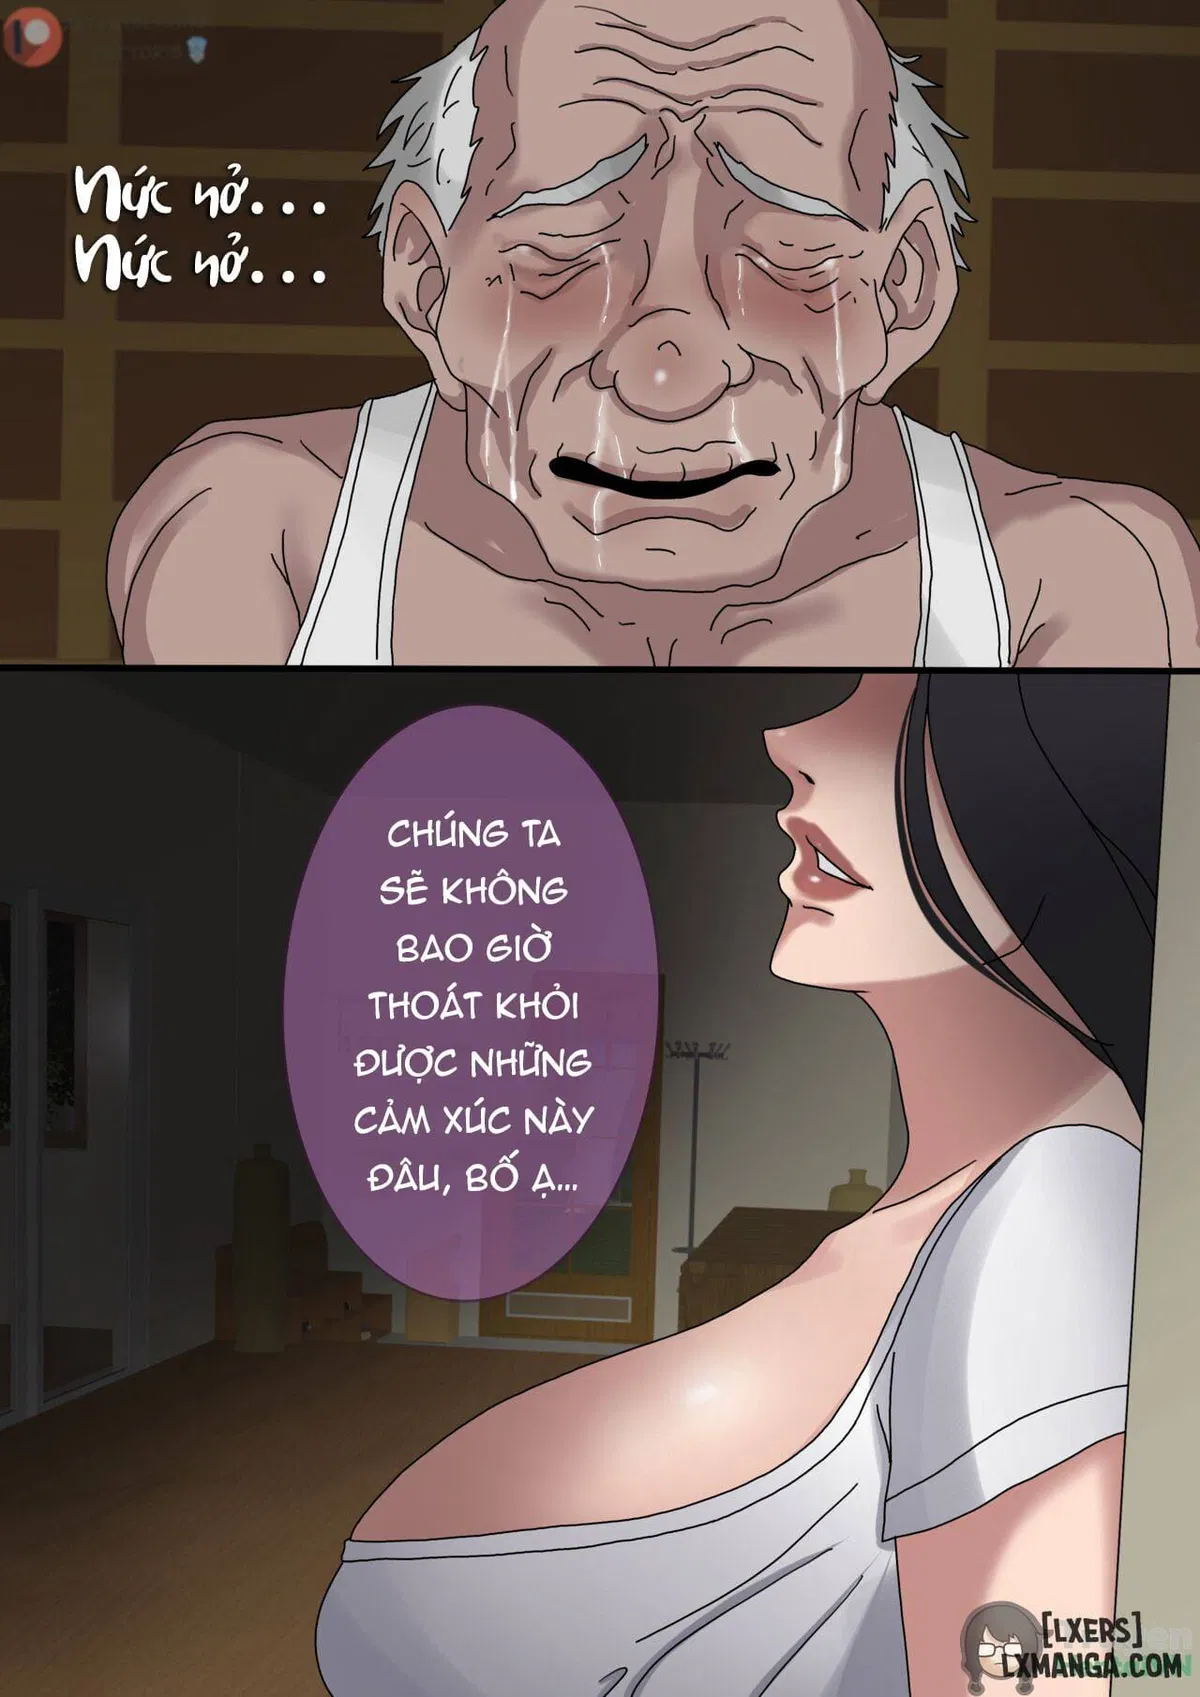 Nức nở...
Nức nở...
CHÚNG TA
SẼ KHÔNG
BAO GIỜ
THOÁT KHỎI
ĐƯỢC NHỮNG
CẢM XÚC NÀY
ĐÂU, BỐ Ạ...
[LXERS]
LXMANGA.COM